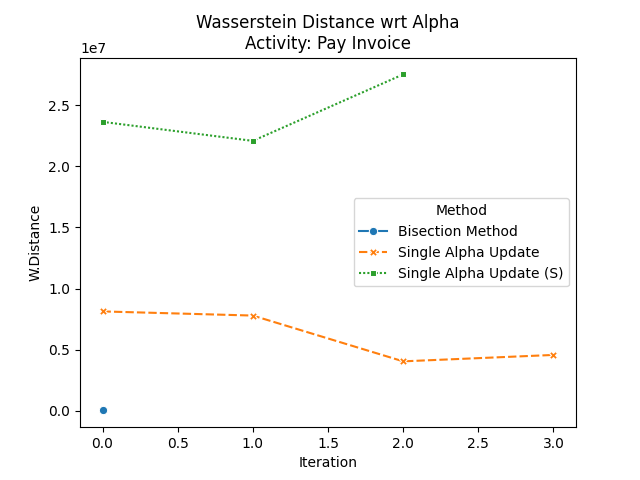 Wasserstein Distance wrt Alpha
Activity: Pay Invoice
1e7
2.5
2.0
1.5
1.0
0.5
0.0
W.Distance
Method
Bisection Method
Single Alpha Update
Single Alpha Update (S)
0.0 0.5 1.0 1.5 2.0 2.5 3.0
Iteration